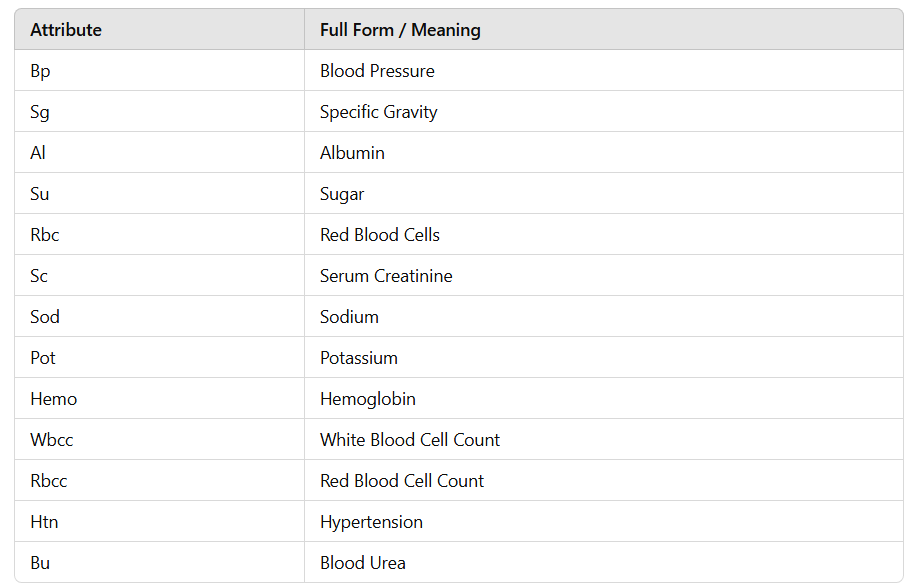 Attribute Full Form / Meaning
Bp Blood Pressure
Sg Specific Gravity
Al Albumin
Su Sugar
Rbc Red Blood Cells
Sc Serum Creatinine
Sod Sodium
Pot Potassium
Hemo Hemoglobin
Wbcc White Blood Cell Count
Rbcc Red Blood Cell Count
Htn Hypertension
Bu Blood Urea